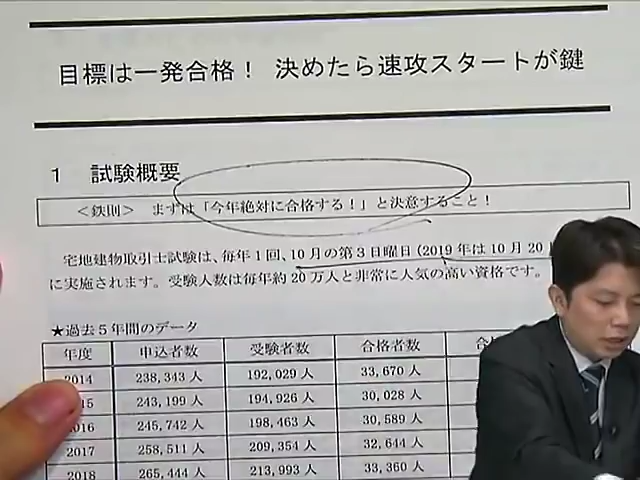 目標は一発合格！ 決めたら速攻スタートが鍵
1 試験概要
＜鉄則＞ まずは「今年絶対に合格する！」と決意すること！
宅地建物取引士試験は、毎年1回、10月の第3日曜日（2019年は10月20
に実施されます。受験人数は毎年約20万人と非常に人気の高い資格です。
★過去5年間のデータ
年度 申込者数 受験者数 合格者数
2014 238,343人 192,029人 33,670人
15 243,199人 194,926人 30,028人
2016 245,742人 198,463人 30,589人
2017 258,511人 209,354人 32,644人
2018 265,444人 213,993人 33,360人